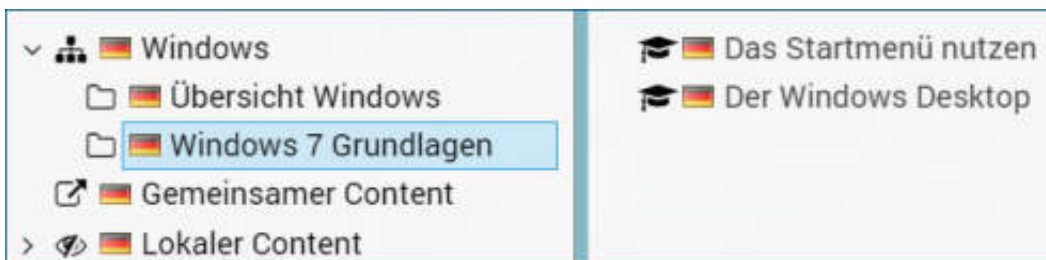 Windows
Übersicht Windows
Windows 7 Grundlagen
Gemeinsamer Content
Lokaler Content
Das Startmenü nutzen
Der Windows Desktop